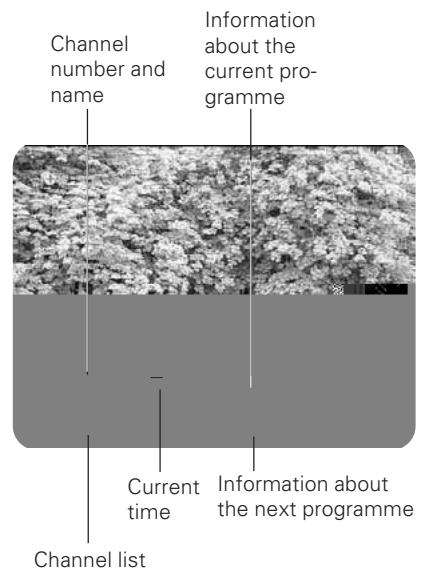 Channel
number and
name
Information
about the
current pro-
gramme
Current
time
Information about
the next programme
Channel list